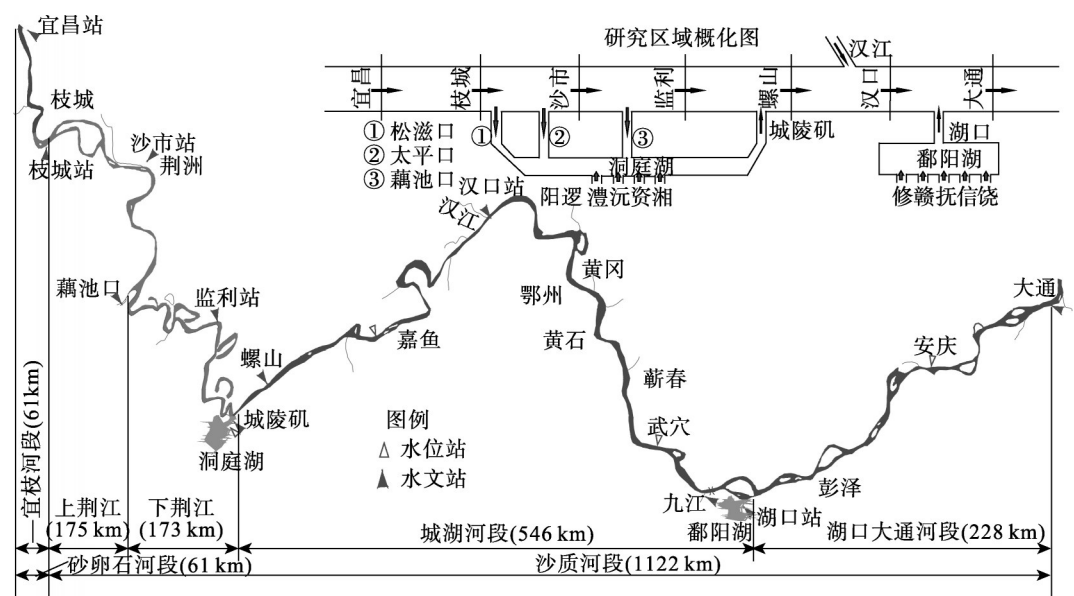 宜昌站
研究区域概化图
汉江
宜昌
枝城
沙市
监利
螺山
汉口
大通
枝城
沙市站
荆洲
枝城站
① 松滋口
② 太平口
③ 藕池口
①
②
③
城陵矶
湖口
洞庭湖
鄱阳湖
汉口站
阳逻
澧沅资湘
修赣抚信饶
汉江
黄冈
鄂州
藕池口
监利站
大通
嘉鱼
黄石
安庆
螺山
蕲春
图例
城陵矶
水位站
武穴
洞庭湖
水文站
彭泽
九江
湖口站
鄱阳湖
宜枝河段(61km)
上荆江
(175 km)
下荆江
(173 km)
城湖河段(546 km)
湖口大通河段(228 km)
砂卵石河段(61 km)
沙质河段(1122 km)